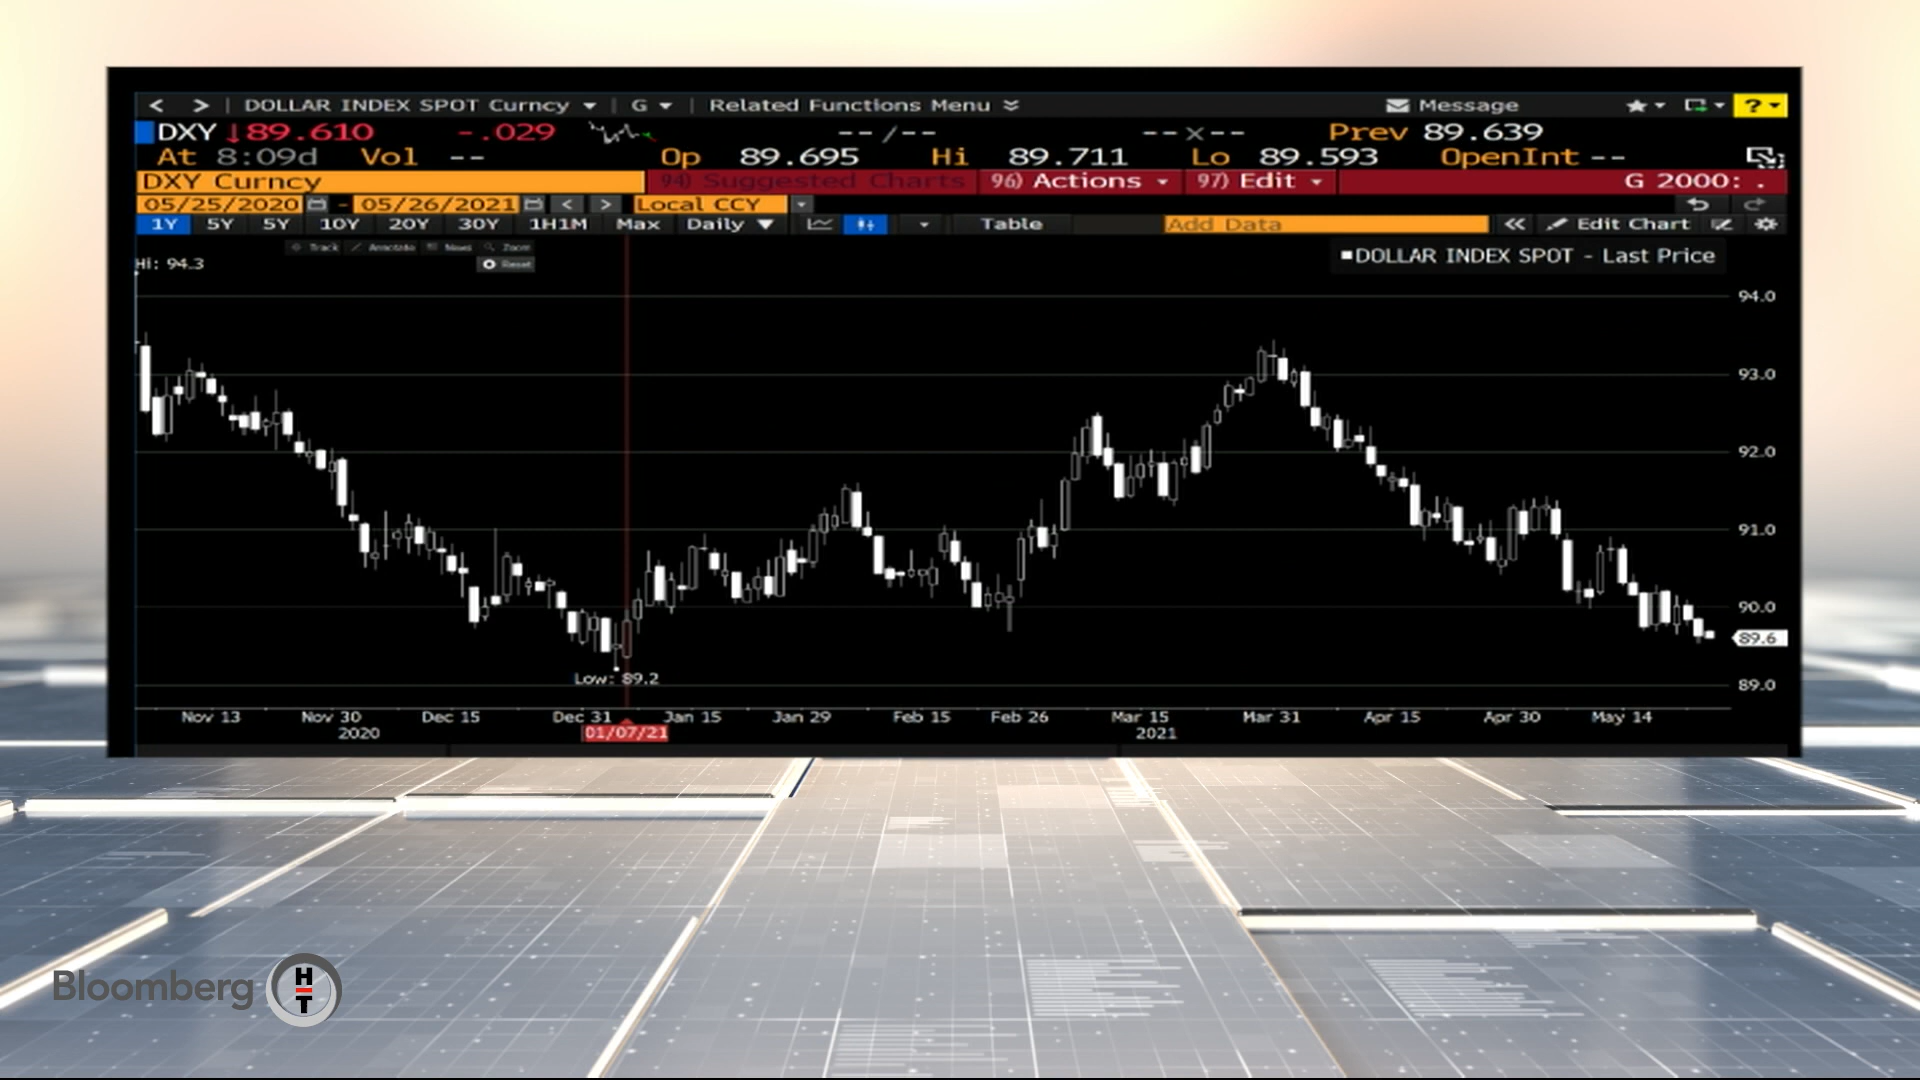 < > | DOLLAR INDEX SPOT Curncy | G | Related Functions Menu Message ?
DXY ↓89.610 -.029 --/-- --x-- Prev 89.639
At 8:09d Vol -- Op 89.695 Hi 89.711 Lo 89.593 OpenInt --
DXY Curncy 94) Suggested Charts 96) Actions 97) Edit G 2000: .
05/25/2020 - 05/26/2021 < > Local CCY
1Y 5Y 5Y 10Y 20Y 30Y 1H1M Max Daily Table Add Data « Edit Chart
Track Annotate News Zoom
Reset
Hi: 94.3
DOLLAR INDEX SPOT - Last Price
94.0
93.0
92.0
91.0
90.0
89.6
Low: 89.2
89.0
Nov 13 Nov 30 Dec 15 Dec 31 Jan 15 Jan 29 Feb 15 Feb 26 Mar 15 Mar 31 Apr 15 Apr 30 May 14
2020 01/07/21 2021
Bloomberg HT